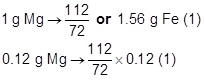 1 g Mg → 112/72 or 1.56 g Fe (1)
0.12 g Mg → 112/72 × 0.12 (1)